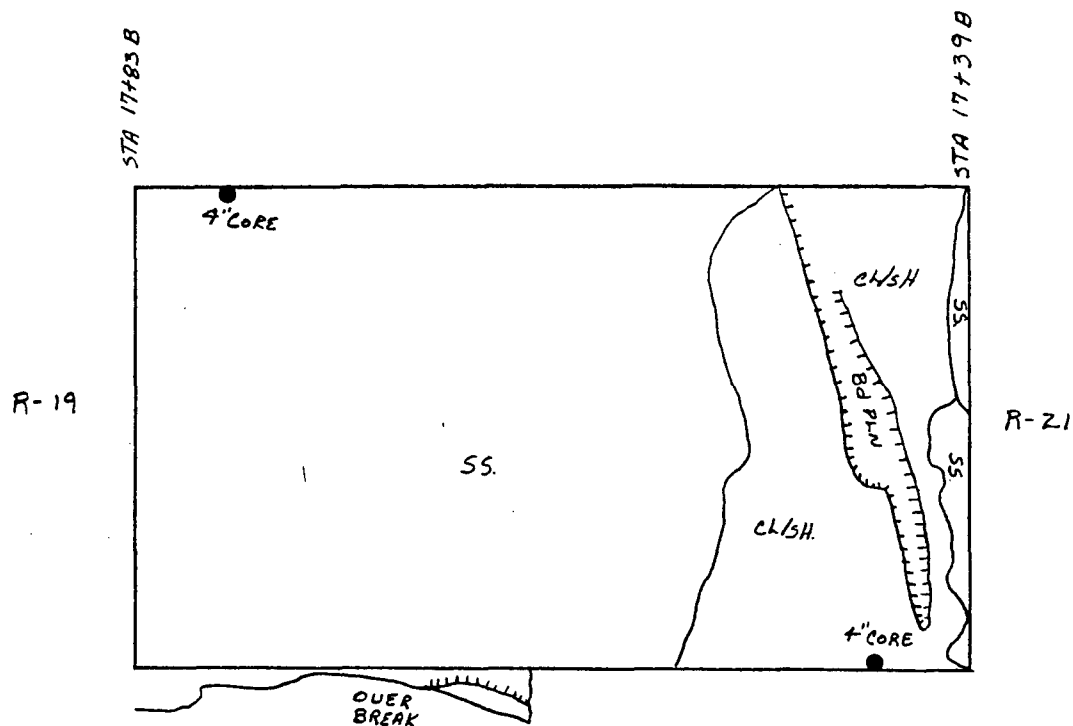 STA 17+83 B
STA 17+39 B
4" CORE
CL/SH
SS.
R-19
Bd PLN
R-21
SS.
SS.
CL/SH.
4" CORE
OVER
BREAK